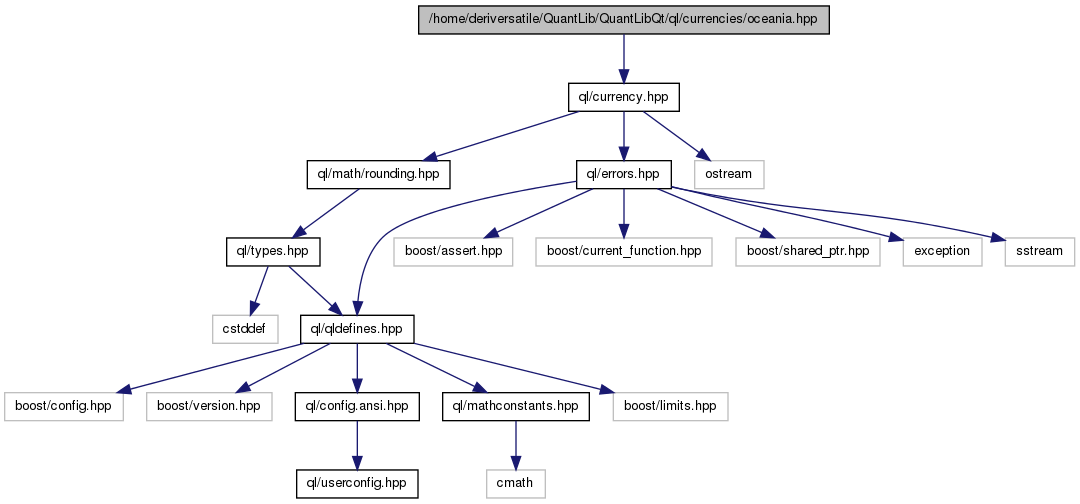 /home/deriversatile/QuantLib/QuantLibQt/ql/currencies/oceania.hpp
ql/currency.hpp
ql/math/rounding.hpp
ql/errors.hpp
ostream
ql/types.hpp
boost/assert.hpp
boost/current_function.hpp
boost/shared_ptr.hpp
exception
sstream
cstddef
ql/qldefines.hpp
boost/config.hpp
boost/version.hpp
ql/config.ansi.hpp
ql/mathconstants.hpp
boost/limits.hpp
ql/userconfig.hpp
cmath